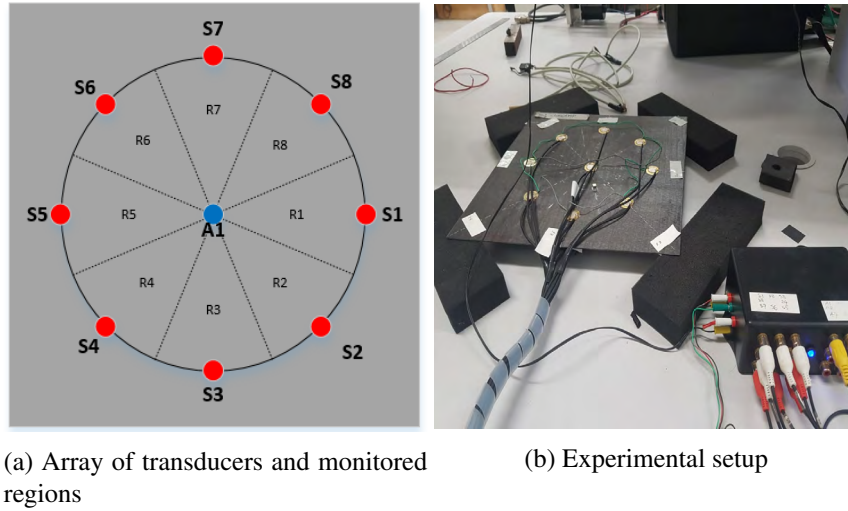 S7
S6
S8
R7
R6
R8
S5
R5
A1
R1
S1
R4
R2
R3
S4
S2
S3
(a) Array of transducers and monitored
regions
(b) Experimental setup